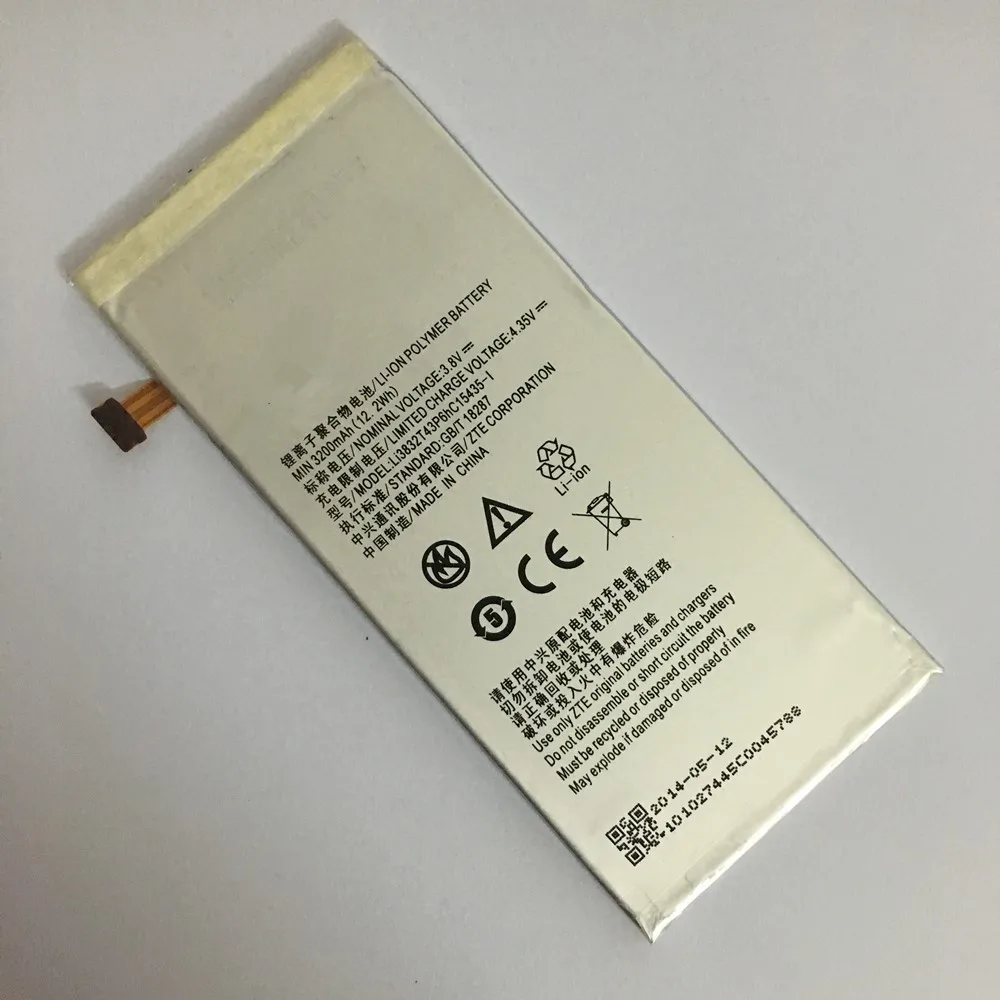 锂离子聚合物电池/LI-ION POLYMER BATTERY
MIN 3200mAh(12.2Wh)
标称电压/NOMINAL VOLTAGE:3.8V
充电限制电压/LIMITED CHARGE VOLTAGE:4.35V
型号/MODEL:Li3832T43P6hC15435-I
执行标准/STANDARD:GB/T 18287
中兴通讯股份有限公司/ZTE CORPORATION
中国制造/MADE IN CHINA
Li-ion
CE
5
请使用中兴原配电池和充电器
切勿拆卸电池或使电池的电极短路
请正确回收或处理
破坏或投入火中有爆炸危险
Use only ZTE original batteries and chargers
Do not disassemble or short circuit the battery
Must be recycled or disposed of properly
May explode if damaged or disposed of in fire
2014-05-12
-101027445C0045788